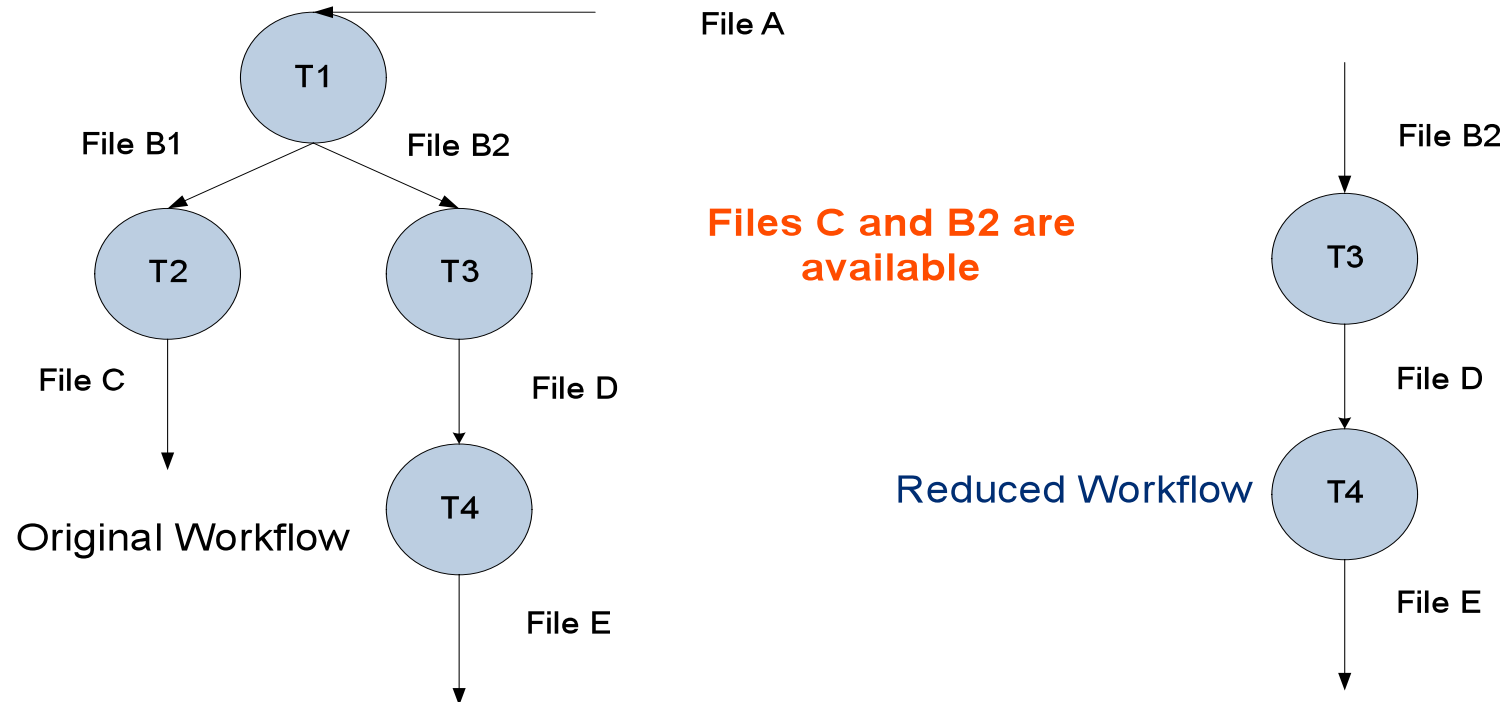 File A
T1
File B1
File B2
File B2
Files C and B2 are
available
T2
T3
T3
File C
File D
File D
Reduced Workflow
T4
T4
Original Workflow
File E
File E